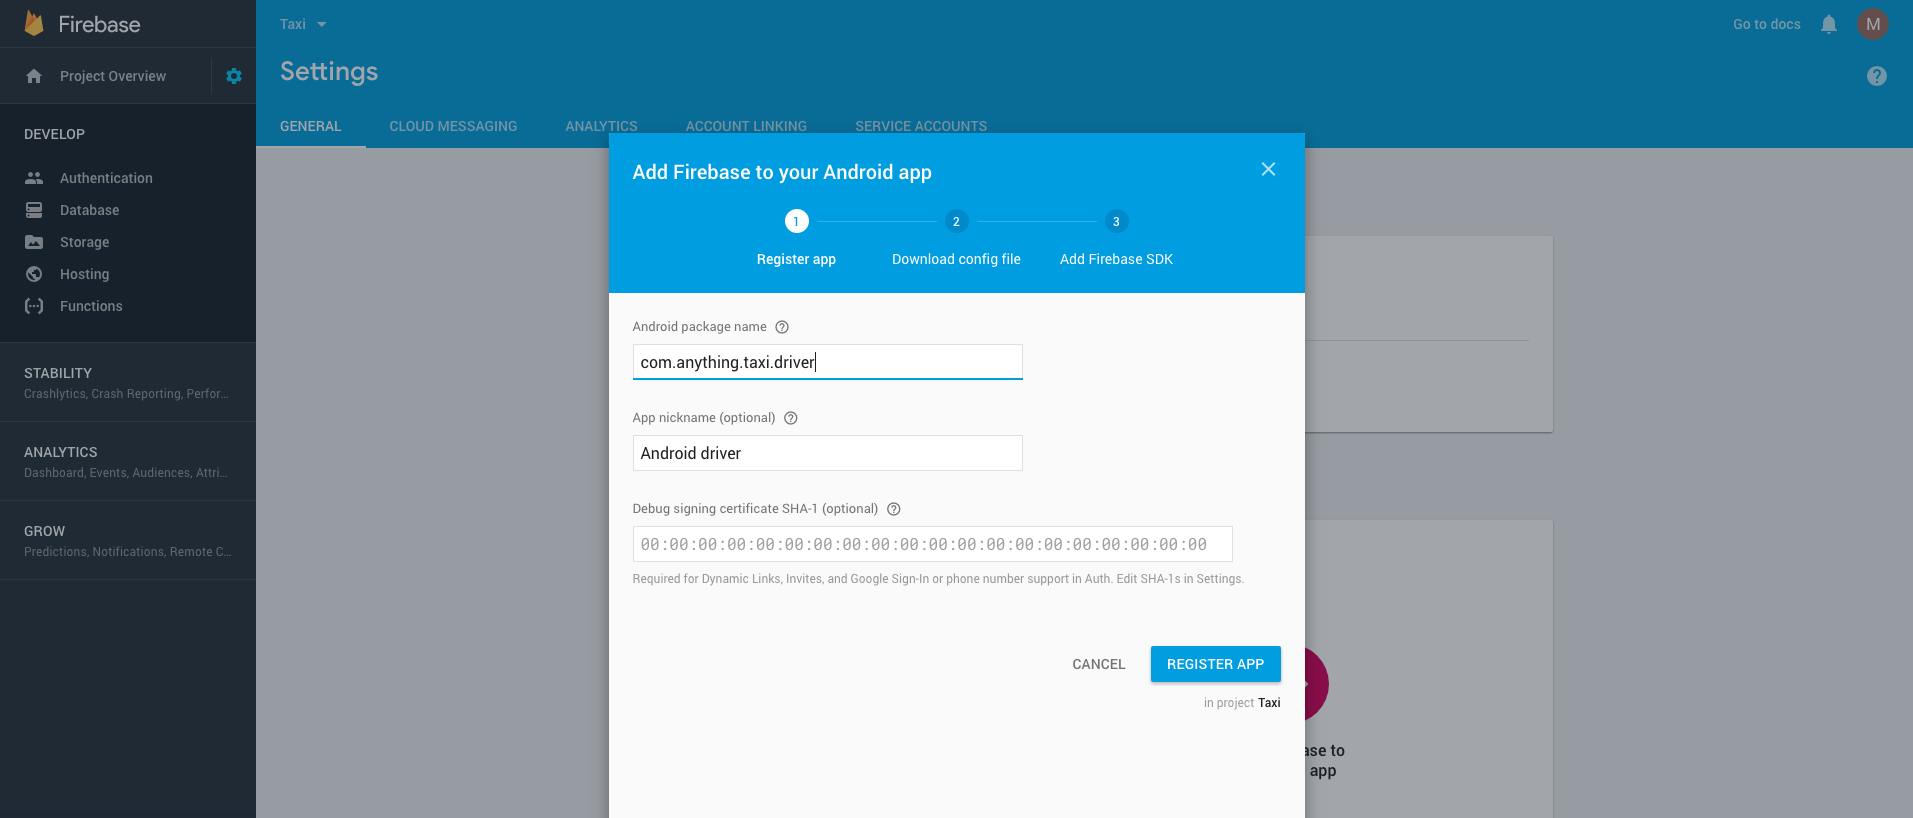 Firebase
Project Overview
DEVELOP
Authentication
Database
Storage
Hosting
Functions
STABILITY
Crashlytics, Crash Reporting, Perfor...
ANALYTICS
Dashboard, Events, Audiences, Attri...
GROW
Predictions, Notifications, Remote C...
Taxi
Go to docs
M
Settings
GENERAL CLOUD MESSAGING ANALYTICS ACCOUNT LINKING SERVICE ACCOUNTS
Add Firebase to your Android app
1 2 3
Register app Download config file Add Firebase SDK
Android package name
com.anything.taxi.driver
App nickname (optional)
Android driver
Debug signing certificate SHA-1 (optional)
00:00:00:00:00:00:00:00:00:00:00:00:00:00:00:00:00:00:00:00
Required for Dynamic Links, Invites, and Google Sign-In or phone number support in Auth. Edit SHA-1s in Settings.
CANCEL REGISTER APP
in project Taxi
ase to
app